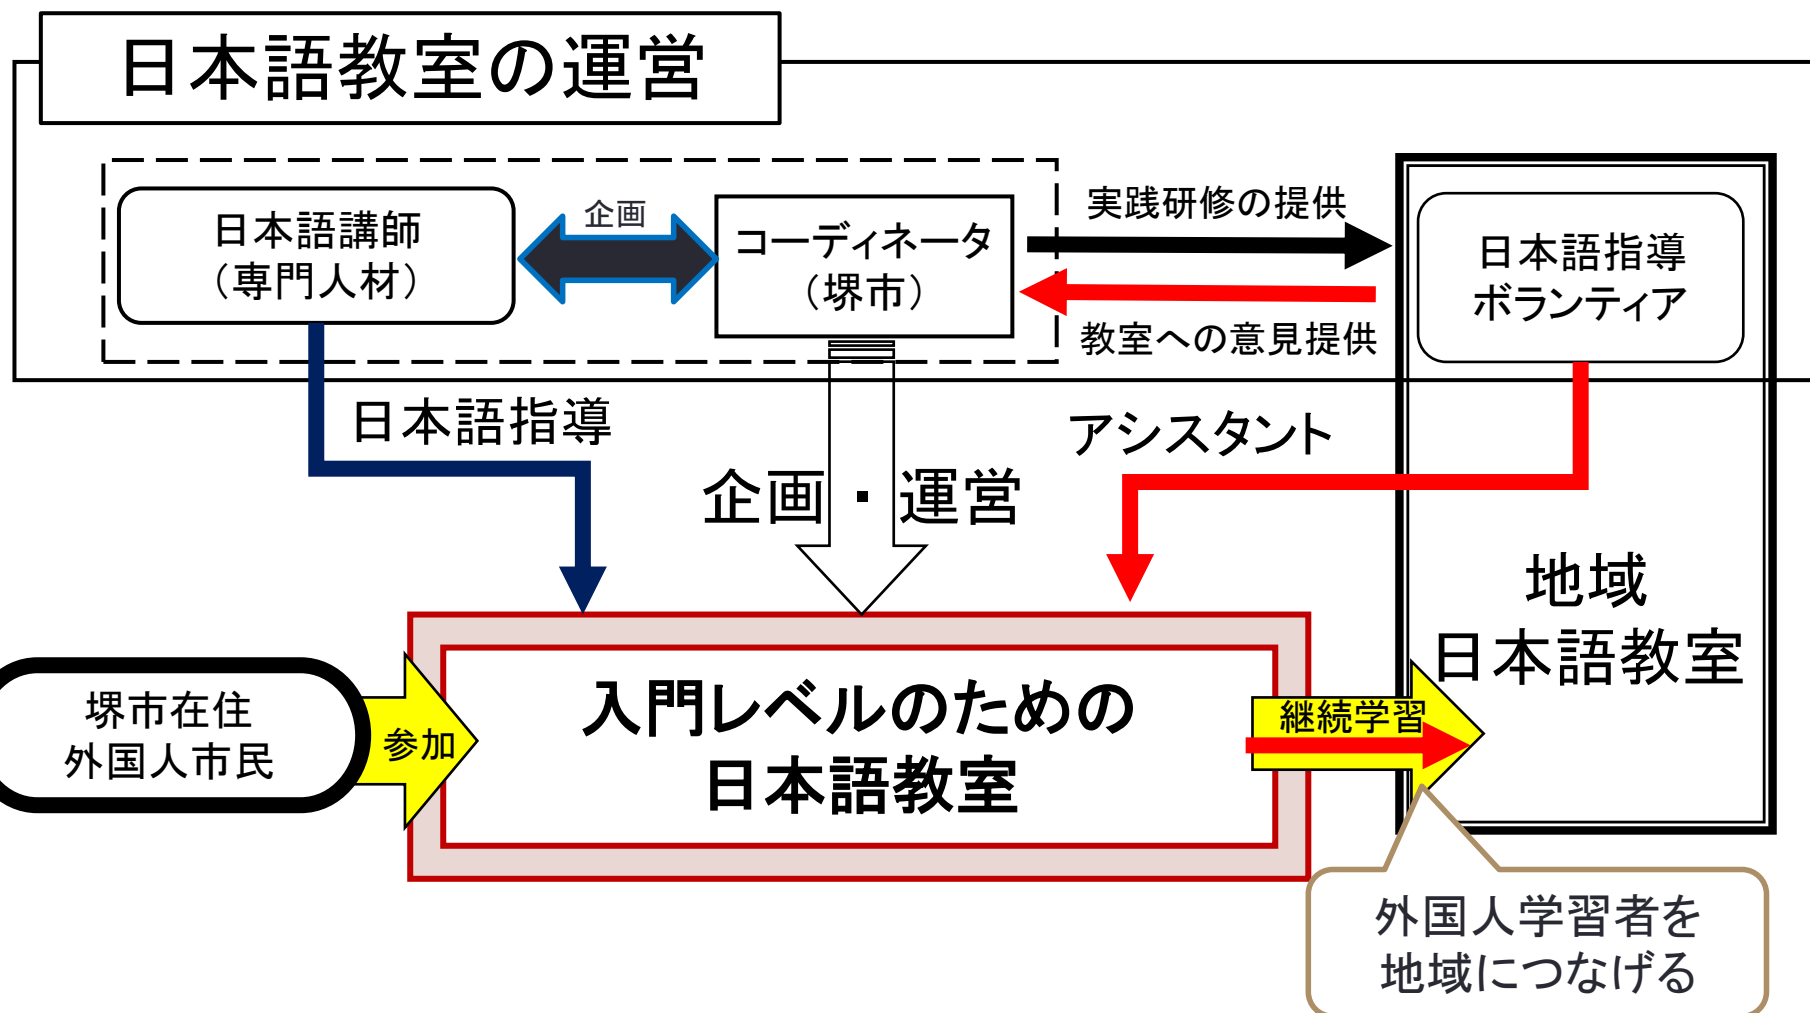 日本語教室の運営
日本語講師
（専門人材）
企画
コーディネータ
（堺市）
実践研修の提供
教室への意見提供
日本語指導
ボランティア
日本語指導
企画・運営
アシスタント
地域
日本語教室
堺市在住
外国人市民
参加
入門レベルのための
日本語教室
継続学習
外国人学習者を
地域につなげる